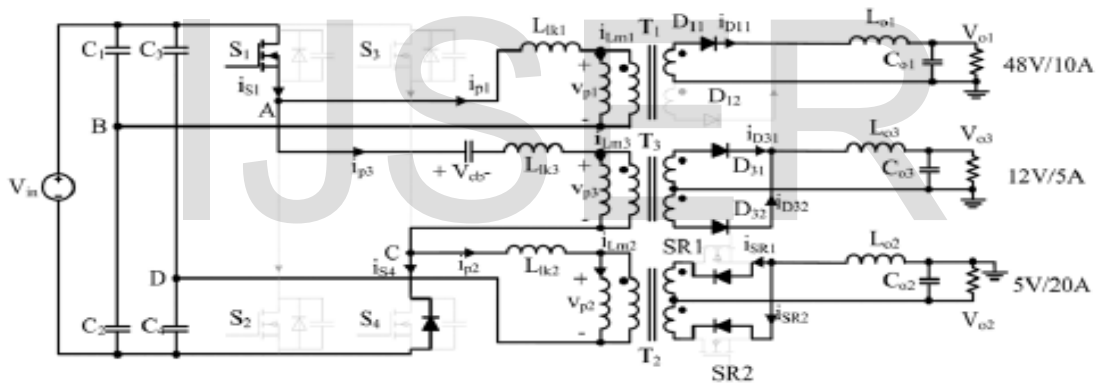 IJSER
C1 C3 S1 S3 Llk1 iLm1 T1 D11 iD11 Lo1 Vo1
iS1 ip1 vp1 + - D12 Co1 48V/10A
A
B iLm3 T3 iD31 Lo3 Vo3
Vin + - ip3 + Vcb - Llk3 vp3 + - D31 Co3 12V/5A
D32 iD32
C iLm2 SR1 iSR1 Lo2
D iS4 ip2 Llk2 vp2 + - Co2 5V/20A
C2 S2 S4 iSR2 Vo2
T2 SR2